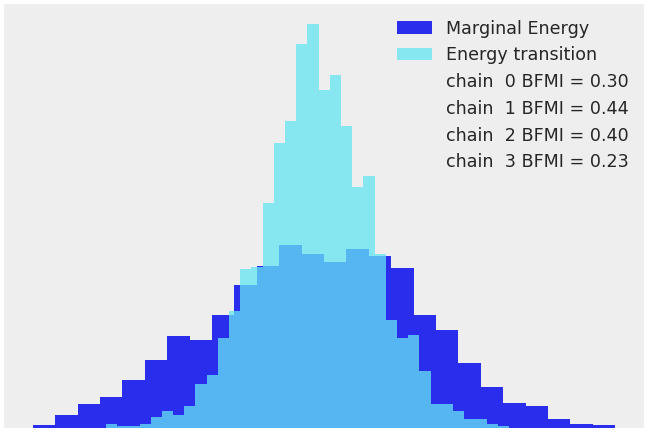 Marginal Energy
Energy transition
chain  0 BFMI = 0.30
chain  1 BFMI = 0.44
chain  2 BFMI = 0.40
chain  3 BFMI = 0.23